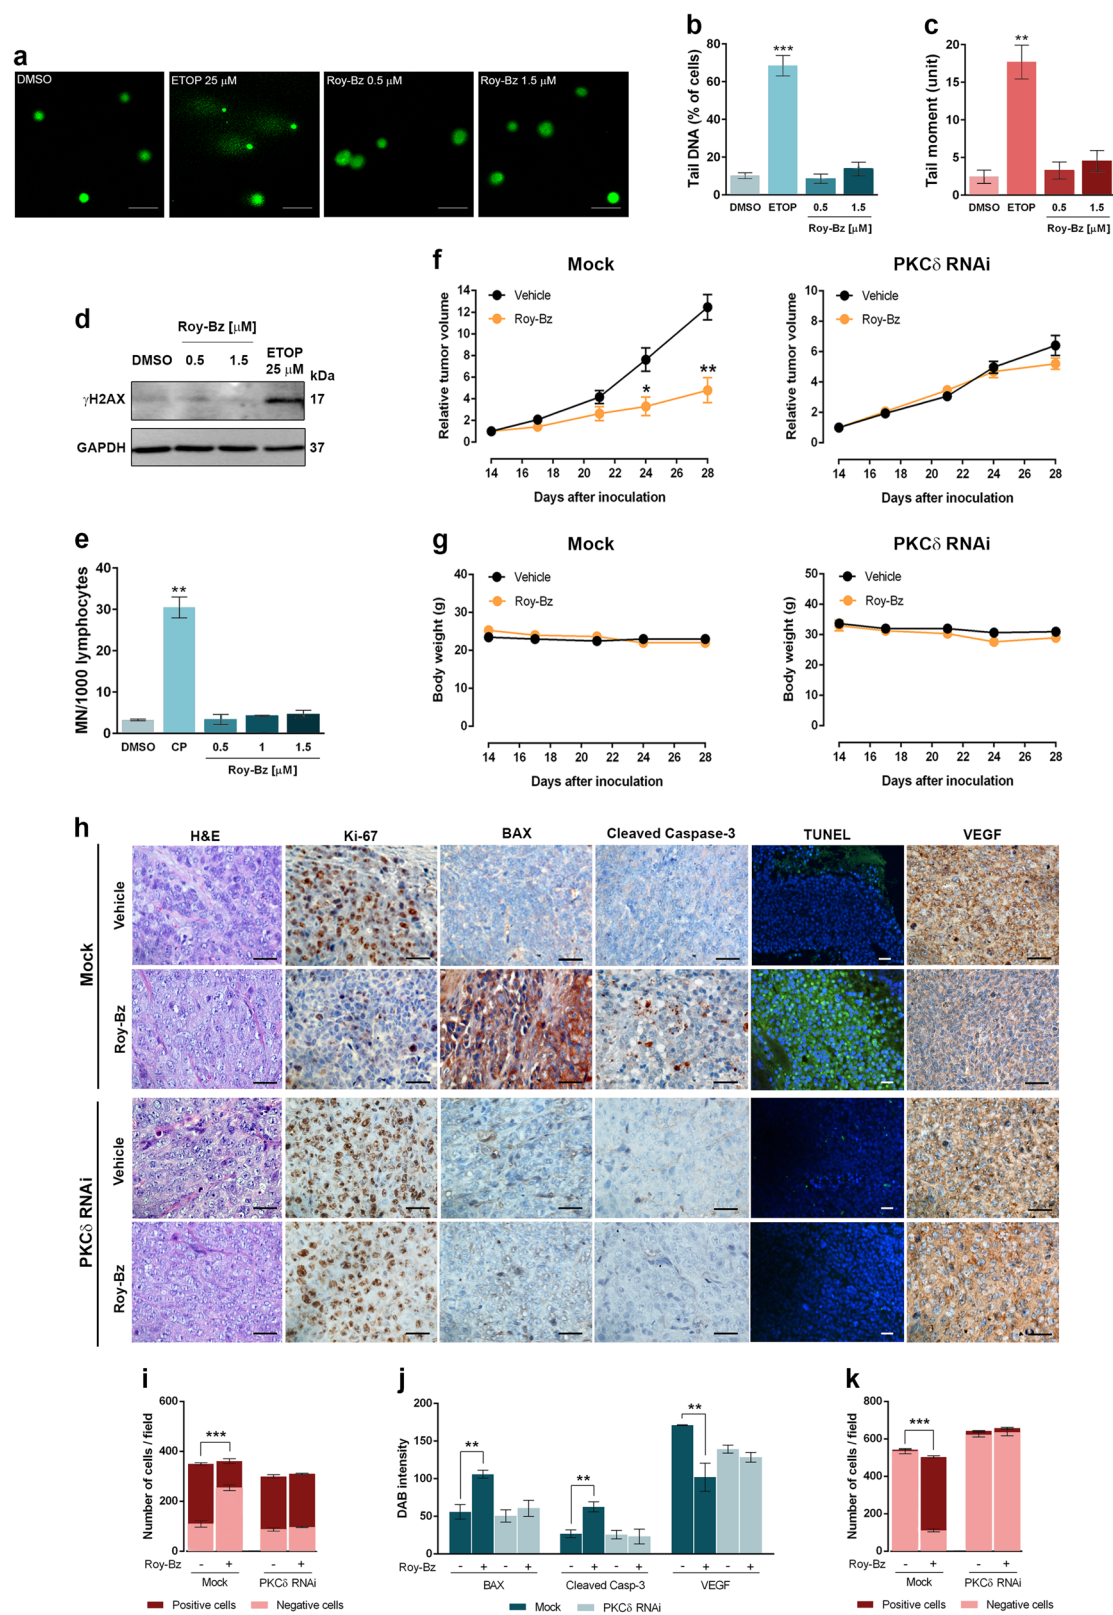 a
DMSO
ETOP 25 μM
Roy-Bz 0.5 μM
Roy-Bz 1.5 μM
b
Tail DNA (% of cells)
80
60
40
20
0
***
DMSO
ETOP
0.5
1.5
Roy-Bz [μM]
c
Tail moment (unit)
20
15
10
5
0
**
DMSO
ETOP
0.5
1.5
Roy-Bz [μM]
d
Roy-Bz [μM]
DMSO
0.5
1.5
ETOP
25 μM
kDa
γH2AX
17
GAPDH
37
e
MN/1000 lymphocytes
40
30
20
10
0
**
DMSO
CP
0.5
1
1.5
Roy-Bz [μM]
f
Mock
Relative tumor volume
14
12
10
8
6
4
2
0
Vehicle
Roy-Bz
*
**
14 16 18 20 22 24 26 28
Days after inoculation
PKCδ RNAi
Relative tumor volume
10
8
6
4
2
0
Vehicle
Roy-Bz
14 16 18 20 22 24 26 28
Days after inoculation
g
Mock
Body weight (g)
40
30
20
10
0
Vehicle
Roy-Bz
14 16 18 20 22 24 26 28
Days after inoculation
PKCδ RNAi
Body weight (g)
50
40
30
20
10
0
Vehicle
Roy-Bz
14 16 18 20 22 24 26 28
Days after inoculation
h
H&E
Ki-67
BAX
Cleaved Caspase-3
TUNEL
VEGF
Mock
Vehicle
Roy-Bz
PKCδ RNAi
Vehicle
Roy-Bz
i
Number of cells / field
600
400
200
0
***
Roy-Bz - + - +
Mock
PKCδ RNAi
Positive cells
Negative cells
j
DAB intensity
200
150
100
50
0
**
**
**
Roy-Bz - + - + - + - + - + - +
BAX
Cleaved Casp-3
VEGF
Mock
PKCδ RNAi
k
Number of cells / field
800
600
400
200
0
***
Roy-Bz - + - +
Mock
PKCδ RNAi
Positive cells
Negative cells